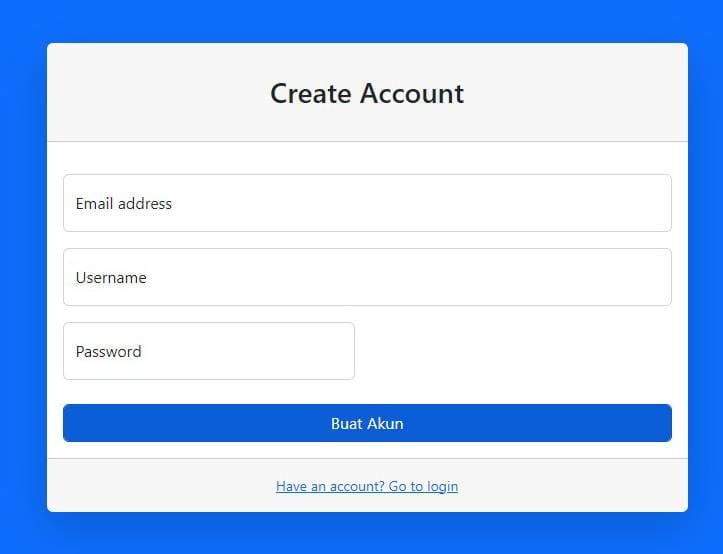 Create Account
Email address
Username
Password
Buat Akun
Have an account? Go to login